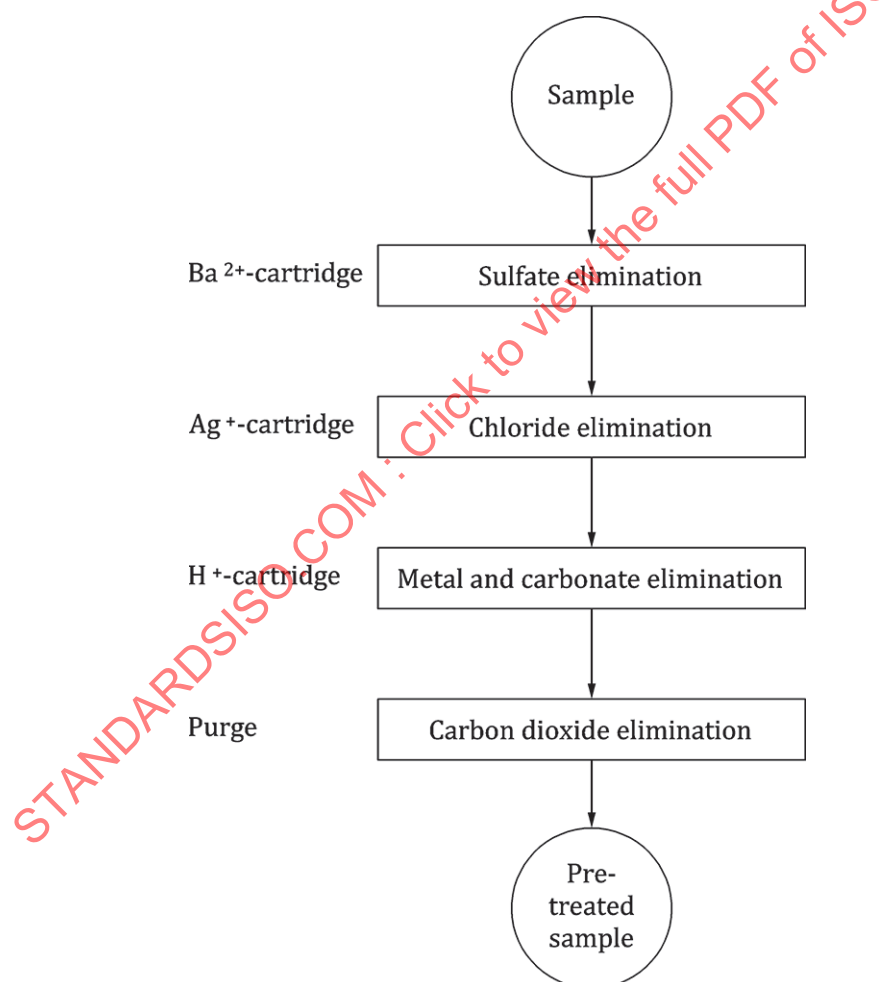 Sample
Ba 2+-cartridge
Sulfate elimination
Ag +-cartridge
Chloride elimination
H +-cartridge
Metal and carbonate elimination
Purge
Carbon dioxide elimination
Pre-
treated
sample
STANDARDSISO.COM : Click to view the full PDF of